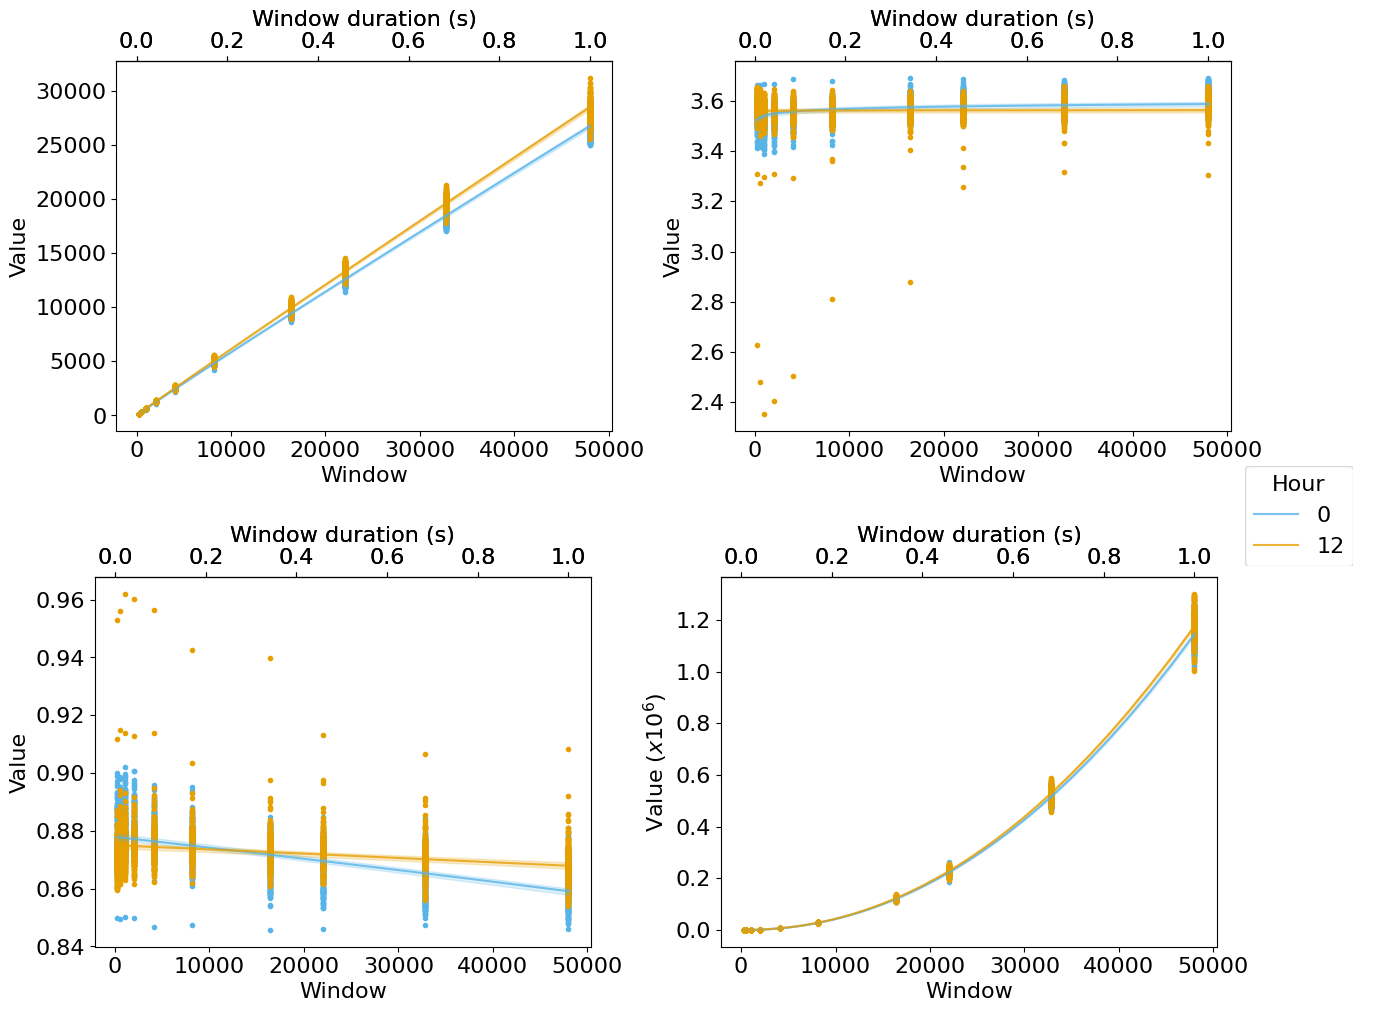 Window duration (s)
0.0 0.2 0.4 0.6 0.8 1.0
30000
25000
20000
15000
10000
5000
0
Value
0 10000 20000 30000 40000 50000
Window
Window duration (s)
0.0 0.2 0.4 0.6 0.8 1.0
3.6
3.4
3.2
3.0
2.8
2.6
2.4
Value
0 10000 20000 30000 40000 50000
Window
Hour
0
12
Window duration (s)
0.0 0.2 0.4 0.6 0.8 1.0
0.96
0.94
0.92
0.90
0.88
0.86
0.84
Value
0 10000 20000 30000 40000 50000
Window
Window duration (s)
0.0 0.2 0.4 0.6 0.8 1.0
1.2
1.0
0.8
0.6
0.4
0.2
0.0
Value (x10⁶)
0 10000 20000 30000 40000 50000
Window